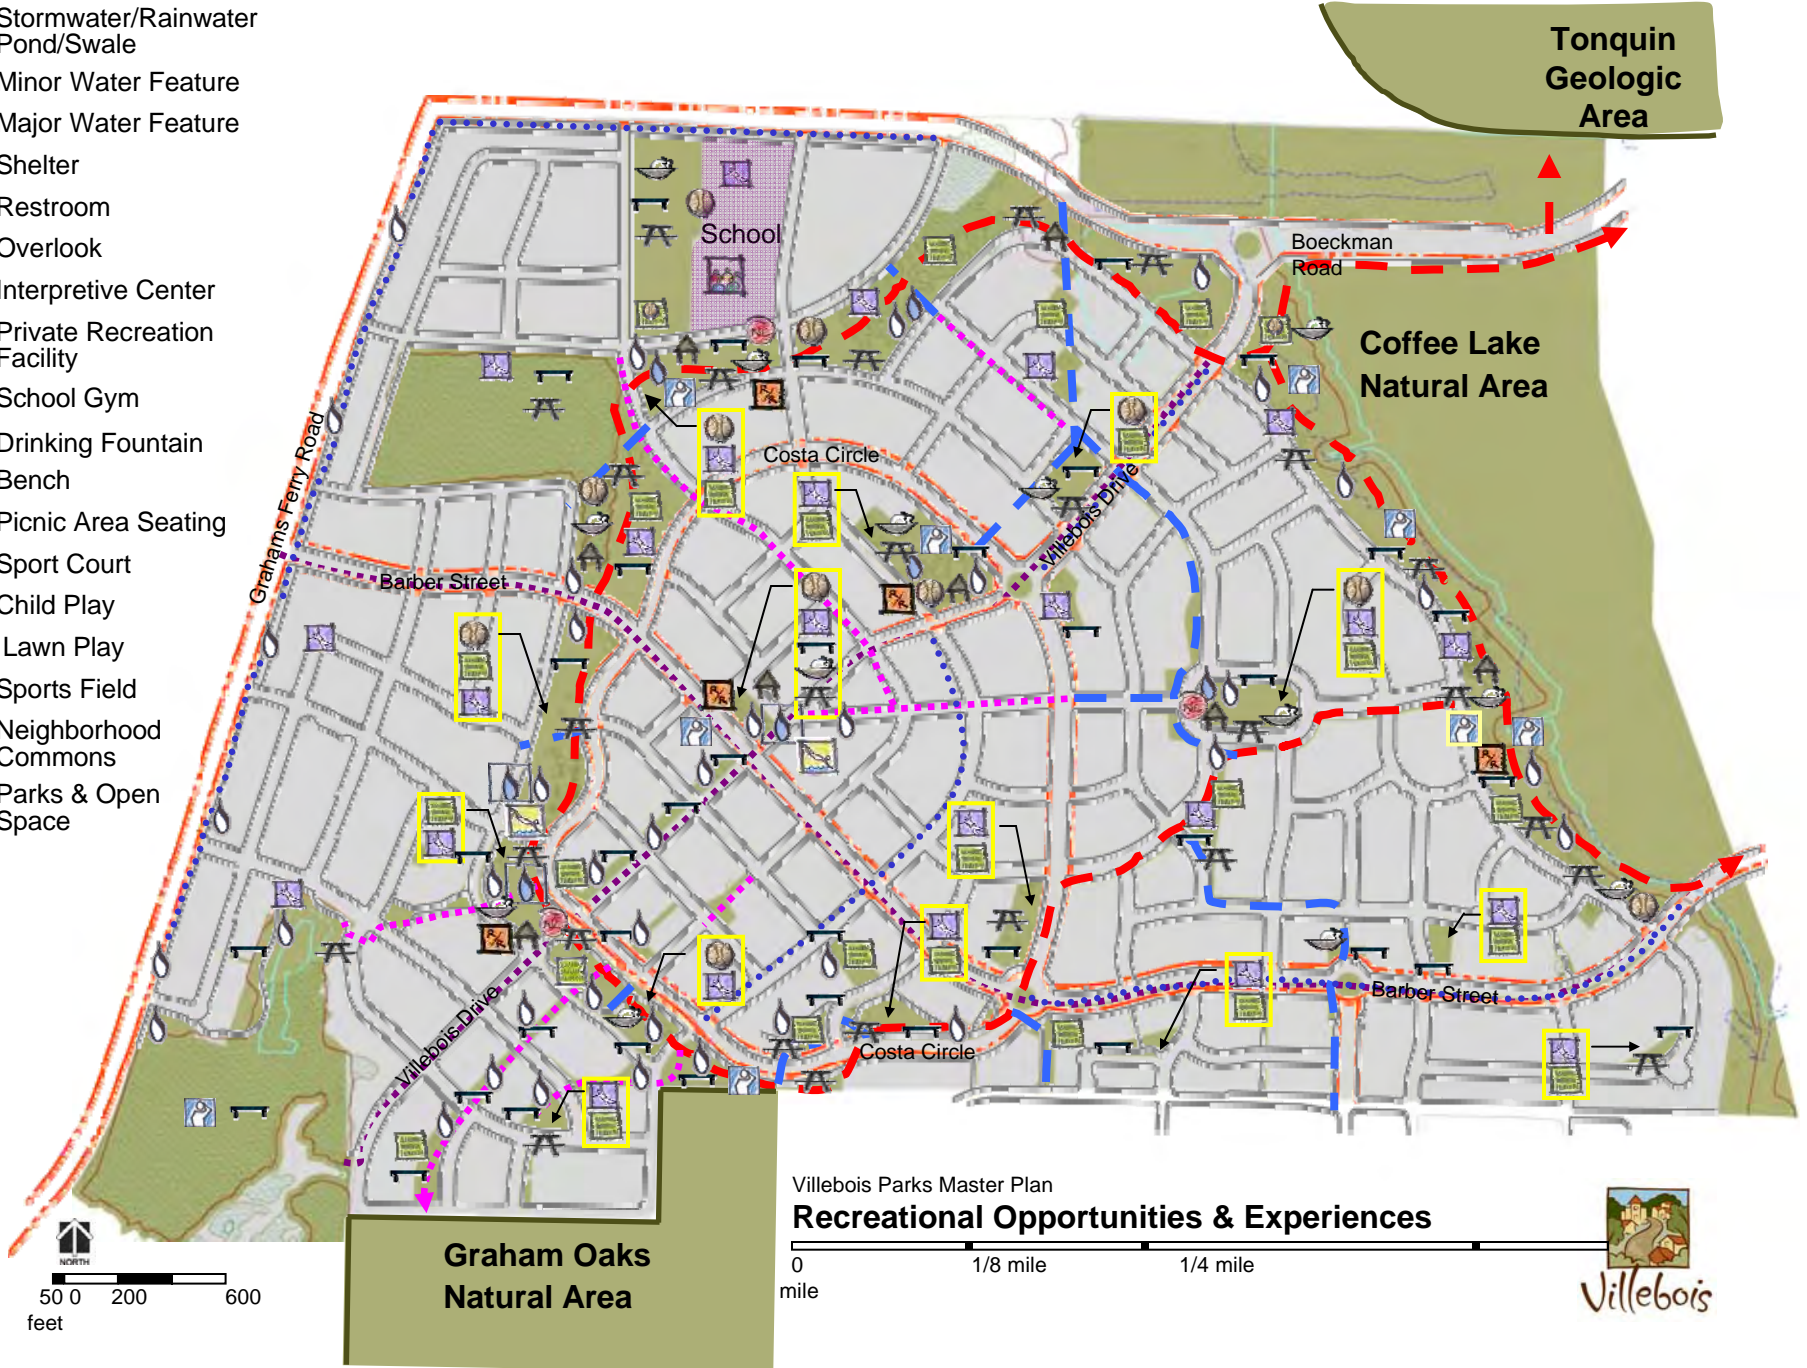 Stormwater/Rainwater
Pond/Swale
Minor Water Feature
Major Water Feature
Shelter
Restroom
Overlook
Interpretive Center
Private Recreation
Facility
School Gym
Drinking Fountain
Bench
Picnic Area Seating
Sport Court
Child Play
Lawn Play
Sports Field
Neighborhood
Commons
Parks & Open
Space
Tonquin
Geologic
Area
School
Boeckman
Road
Coffee Lake
Natural Area
Grahams Ferry Road
Costa Circle
Villebois Drive
Barber Street
R/R
R/R
R/R
R/R
R/R
Villebois Drive
Barber Street
Costa Circle
Graham Oaks
Natural Area
NORTH
50 0 200 600
feet
Villebois Parks Master Plan
Recreational Opportunities & Experiences
0 1/8 mile 1/4 mile
mile
Villebois